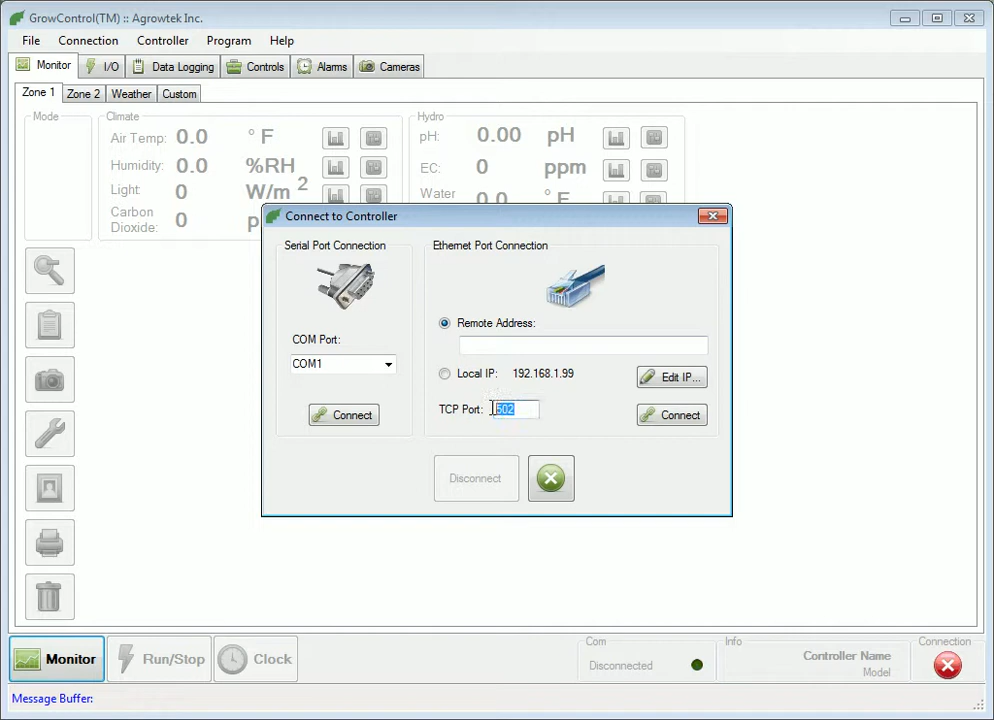 GrowControl(TM) :: Agrowtek Inc.
File Connection Controller Program Help
Monitor I/O Data Logging Controls Alarms Cameras
Zone 1 Zone 2 Weather Custom
Mode Climate Hydro
Air Temp: 0.0 ° F pH: 0.00 pH
Humidity: 0.0 %RH EC: 0 ppm
Light: 0 W/m 2 Water 0.0 ° F
Carbon
Dioxide: 0 p
Connect to Controller
Serial Port Connection Ethernet Port Connection
Remote Address:
COM Port:
COM1
Local IP: 192.168.1.99 Edit IP...
TCP Port: 502
Connect Connect
Disconnect
Monitor Run/Stop Clock
Com Info Connection
Disconnected Controller Name
Model
Message Buffer: